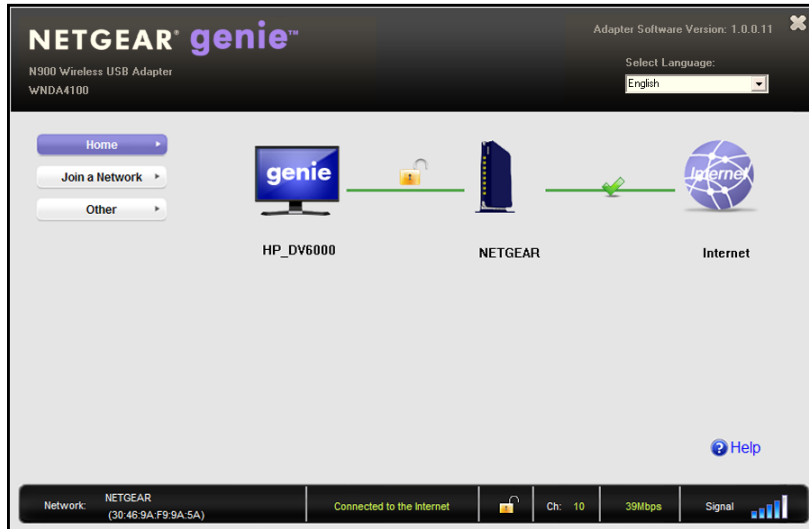 NETGEAR® genie™
Adapter Software Version: 1.0.0.11
N900 Wireless USB Adapter
WNDA4100
Select Language:
English
Home
Join a Network
Other
genie
Internet
HP_DV6000
NETGEAR
Internet
Help
Network:
NETGEAR
(30:46:9A:F9:9A:5A)
Connected to the Internet
Ch: 10
39Mbps
Signal